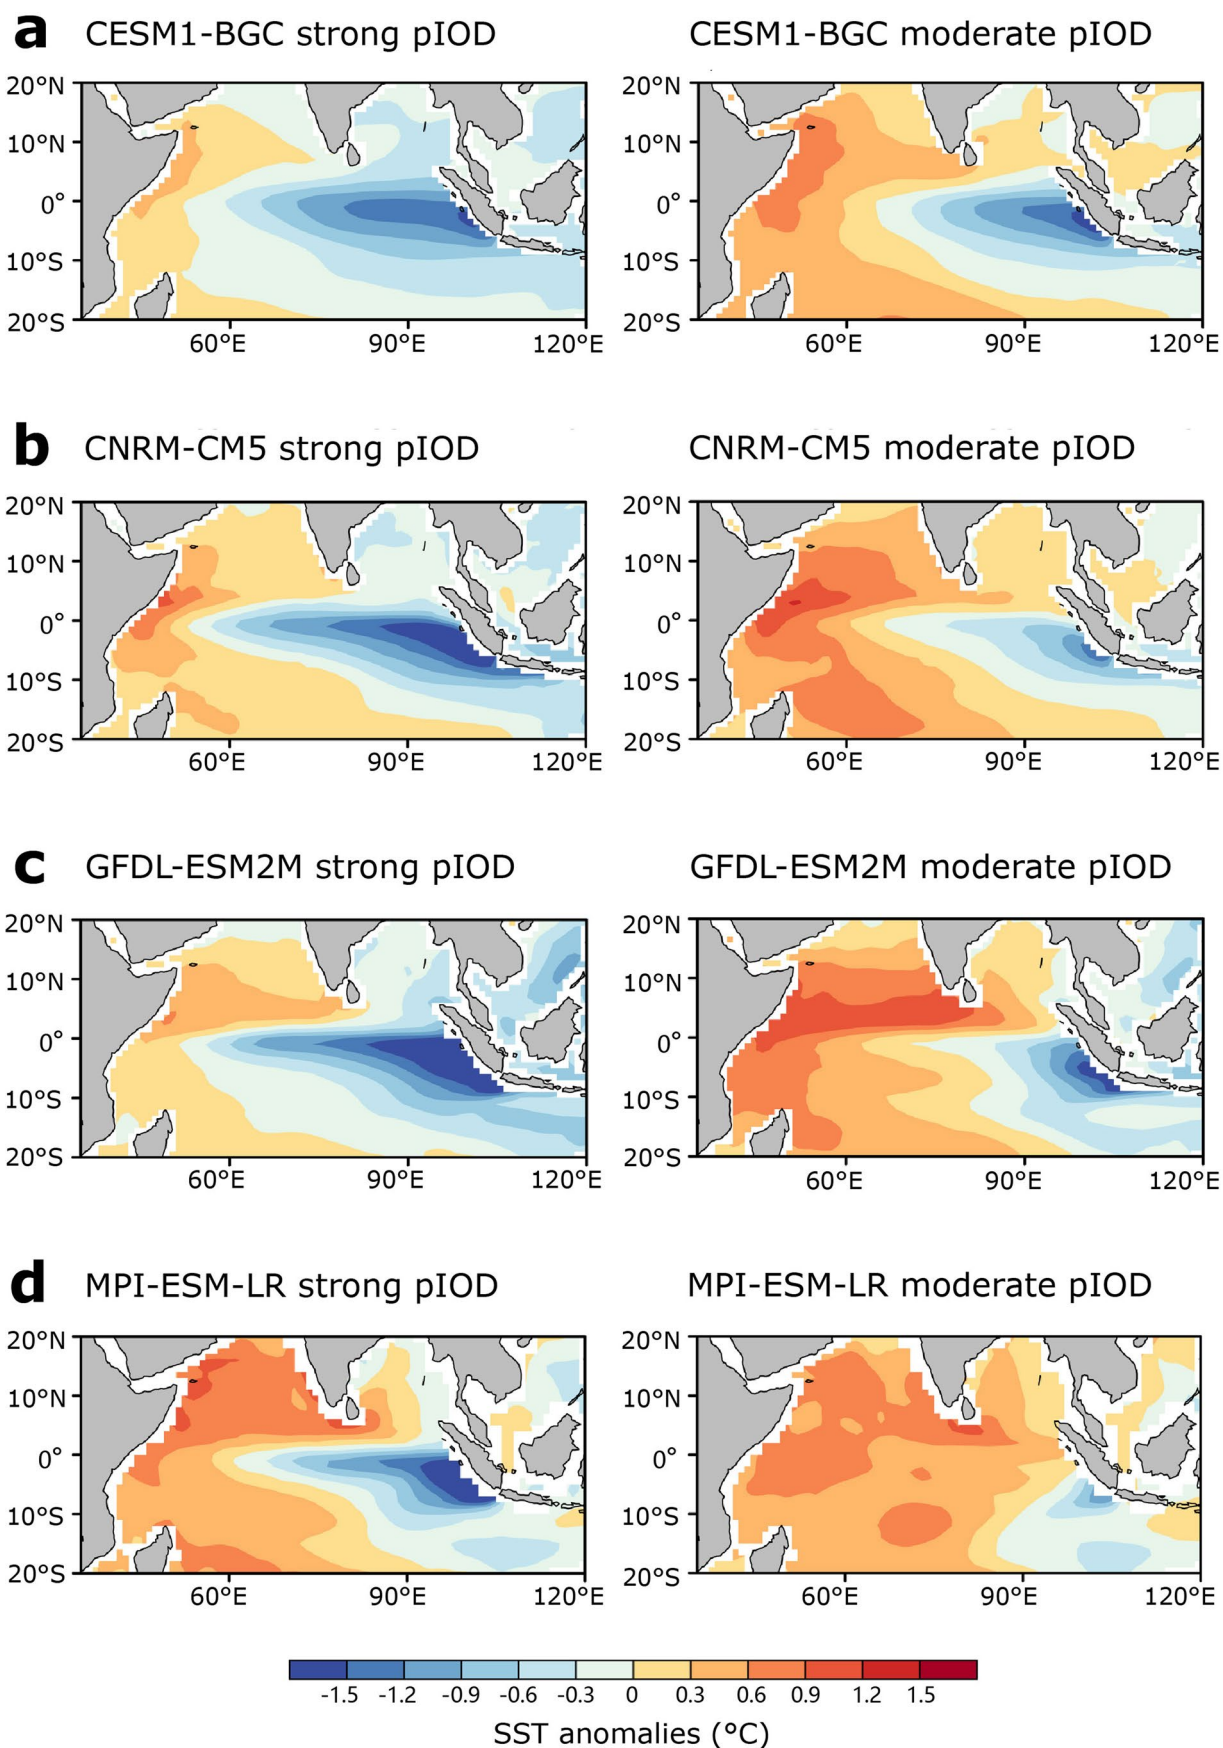 a CESM1-BGC strong pIOD CESM1-BGC moderate pIOD
20°N 20°N
10°N 10°N
0° 0°
10°S 10°S
20°S 20°S
60°E 90°E 120°E 60°E 90°E 120°E
b CNRM-CM5 strong pIOD CNRM-CM5 moderate pIOD
20°N 20°N
10°N 10°N
0° 0°
10°S 10°S
20°S 20°S
60°E 90°E 120°E 60°E 90°E 120°E
c GFDL-ESM2M strong pIOD GFDL-ESM2M moderate pIOD
20°N 20°N
10°N 10°N
0° 0°
10°S 10°S
20°S 20°S
60°E 90°E 120°E 60°E 90°E 120°E
d MPI-ESM-LR strong pIOD MPI-ESM-LR moderate pIOD
20°N 20°N
10°N 10°N
0° 0°
10°S 10°S
20°S 20°S
60°E 90°E 120°E 60°E 90°E 120°E
-1.5 -1.2 -0.9 -0.6 -0.3 0 0.3 0.6 0.9 1.2 1.5
SST anomalies (°C)